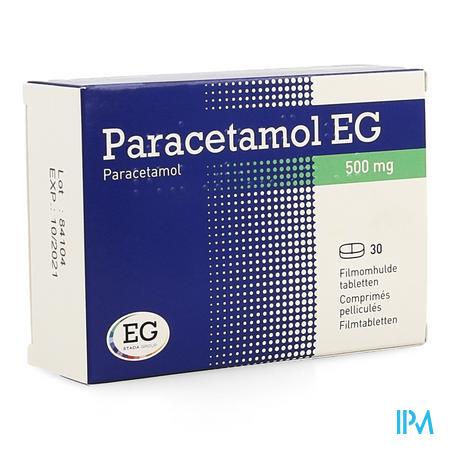 Paracetamol EG
Paracetamol
500 mg
30
Filmomhulde
tabletten
Comprimés
pelliculés
Filmtabletten
EG
STADA GROUP
Lot : 84104
EXP : 10/2021
IPM